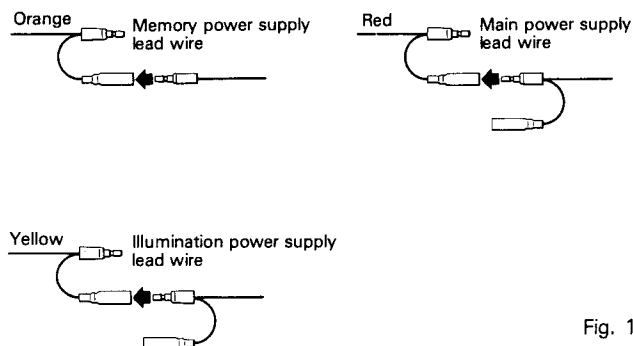 Orange
Memory power supply
lead wire
Red
Main power supply
lead wire
Yellow
Illumination power supply
lead wire
Fig. 1